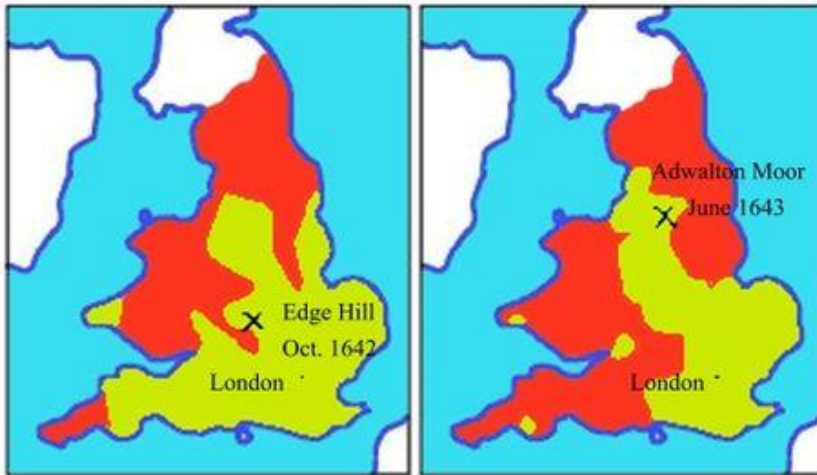 Edge Hill
Oct. 1642
London
Adwalton Moor
June 1643
London